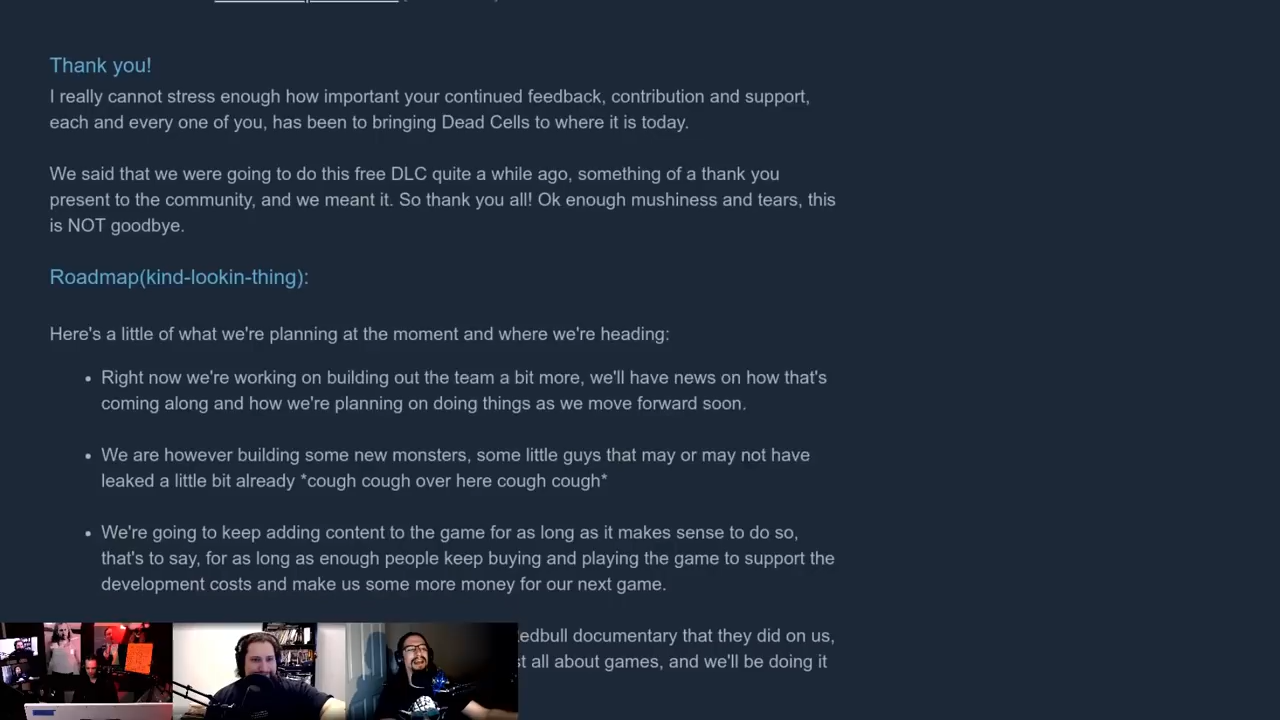 Thank you!
I really cannot stress enough how important your continued feedback, contribution and support,
each and every one of you, has been to bringing Dead Cells to where it is today.
We said that we were going to do this free DLC quite a while ago, something of a thank you
present to the community, and we meant it. So thank you all! Ok enough mushiness and tears, this
is NOT goodbye.
Roadmap(kind-lookin-thing):
Here's a little of what we're planning at the moment and where we're heading:
• Right now we're working on building out the team a bit more, we'll have news on how that's
coming along and how we're planning on doing things as we move forward soon.
• We are however building some new monsters, some little guys that may or may not have
leaked a little bit already *cough cough over here cough cough*
• We're going to keep adding content to the game for as long as it makes sense to do so,
that's to say, for as long as enough people keep buying and playing the game to support the
development costs and make us some more money for our next game.
edbull documentary that they did on us,
st all about games, and we'll be doing it